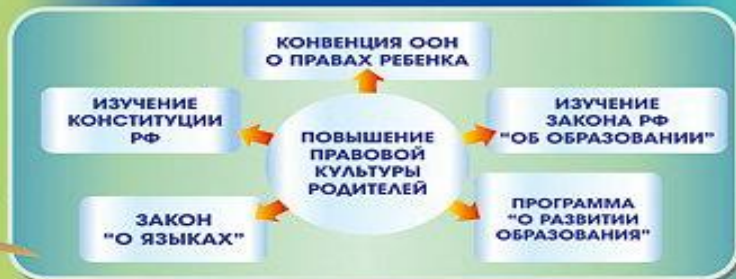 КОНВЕНЦИЯ ООН
О ПРАВАХ РЕБЕНКА
ИЗУЧЕНИЕ
КОНСТИТУЦИИ
РФ
ИЗУЧЕНИЕ
ЗАКОНА РФ
"ОБ ОБРАЗОВАНИИ"
ПОВЫШЕНИЕ
ПРАВОВОЙ
КУЛЬТУРЫ
РОДИТЕЛЕЙ
ЗАКОН
"О ЯЗЫКАХ"
ПРОГРАММА
"О РАЗВИТИИ
ОБРАЗОВАНИЯ"